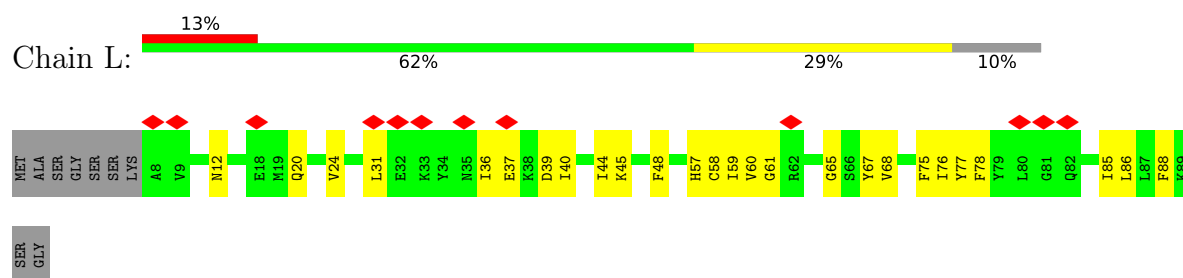 13%
Chain L:
62% 29% 10%
MET ALA SER GLY SER SER LYS A8 V9 N12 E18 M19 Q20 V24 L31 E32 K33 Y34 N35 I36 E37 K38 D39 I40 I44 K45 F48 H57 C58 I59 V60 G61 R62 G65 S66 Y67 V68 F75 I76 Y77 F78 Y79 L80 G81 Q82 I85 L86 L87 F88 K89
SER GLY